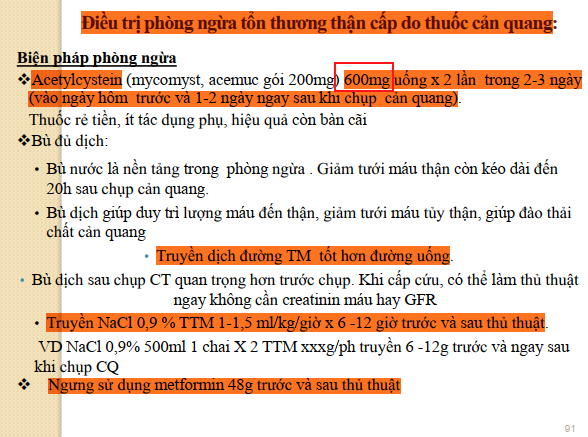 Điều trị phòng ngừa tổn thương thận cấp do thuốc cản quang:
Biện pháp phòng ngừa
❖Acetylcystein (mycomyst, acemuc gói 200mg) 600mg uống x 2 lần trong 2-3 ngày
(vào ngày hôm trước và 1-2 ngày ngay sau khi chụp cản quang).
Thuốc rẻ tiền, ít tác dụng phụ, hiệu quả còn bàn cãi
❖Bù đủ dịch:
• Bù nước là nền tảng trong phòng ngừa . Giảm tưới máu thận còn kéo dài đến
20h sau chụp cản quang.
• Bù dịch giúp duy trì lượng máu đến thận, giảm tưới máu tủy thận, giúp đào thải
chất cản quang
• Truyền dịch đường TM tốt hơn đường uống.
• Bù dịch sau chụp CT quan trọng hơn trước chụp. Khi cấp cứu, có thể làm thủ thuật
ngay không cần creatinin máu hay GFR
• Truyền NaCl 0,9 % TTM 1-1,5 ml/kg/giờ x 6 -12 giờ trước và sau thủ thuật.
VD NaCl 0,9% 500ml 1 chai X 2 TTM xxxg/ph truyền 6 -12g trước và ngay sau
khi chụp CQ
❖ Ngưng sử dụng metformin 48g trước và sau thủ thuật
91